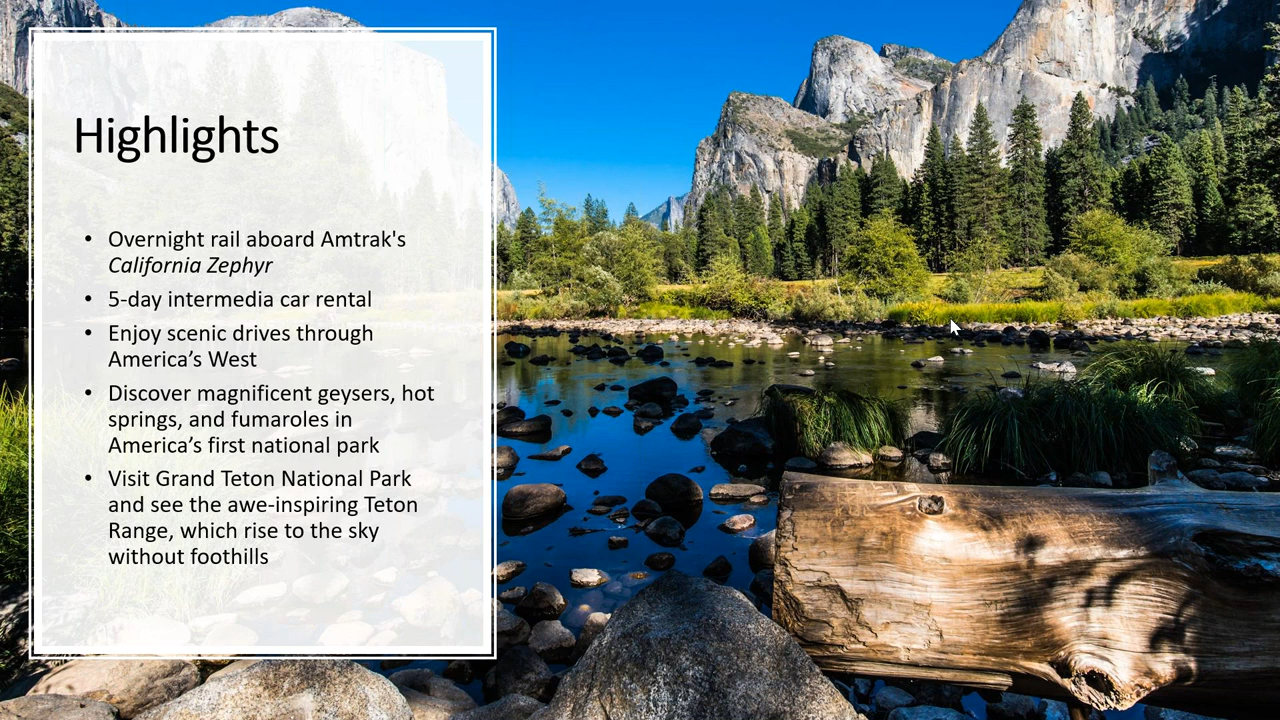 Highlights
• Overnight rail aboard Amtrak's
California Zephyr
• 5-day intermedia car rental
• Enjoy scenic drives through
America’s West
• Discover magnificent geysers, hot
springs, and fumaroles in
America’s first national park
• Visit Grand Teton National Park
and see the awe-inspiring Teton
Range, which rise to the sky
without foothills